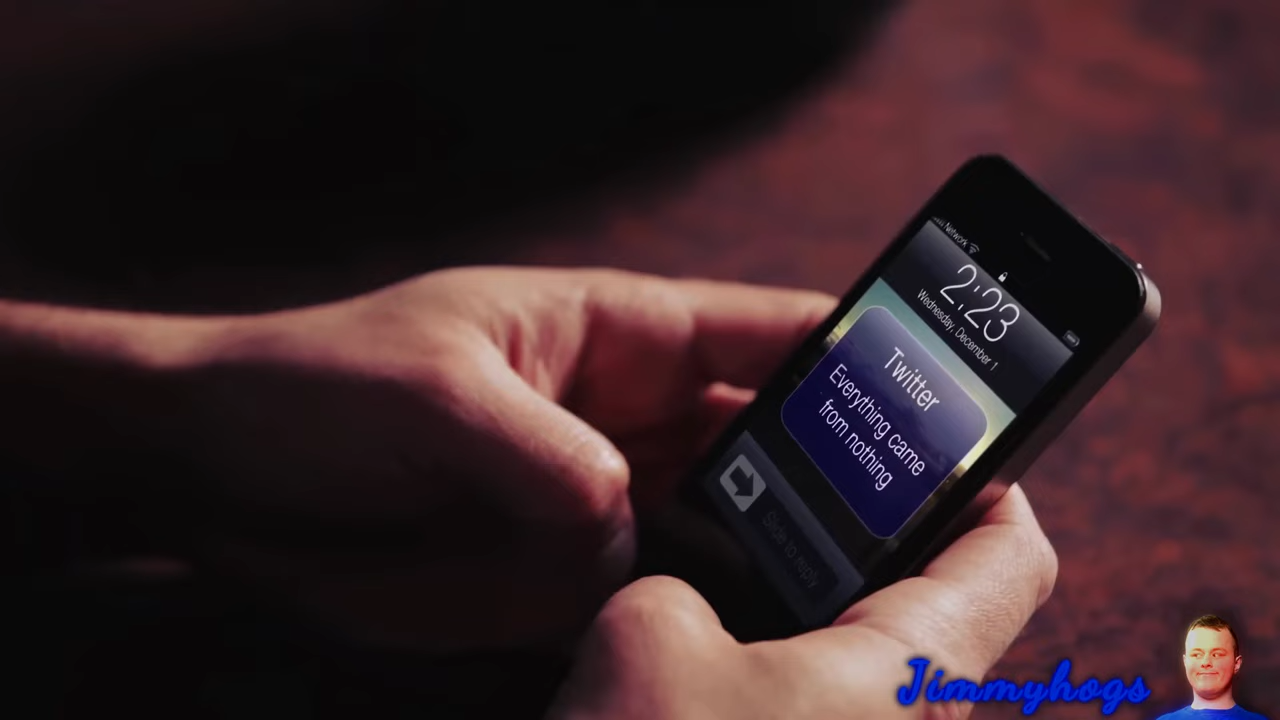 Network
2:23
Wednesday, December 1
Twitter
Everything came
from nothing
Slide to reply
Jimmyhogs